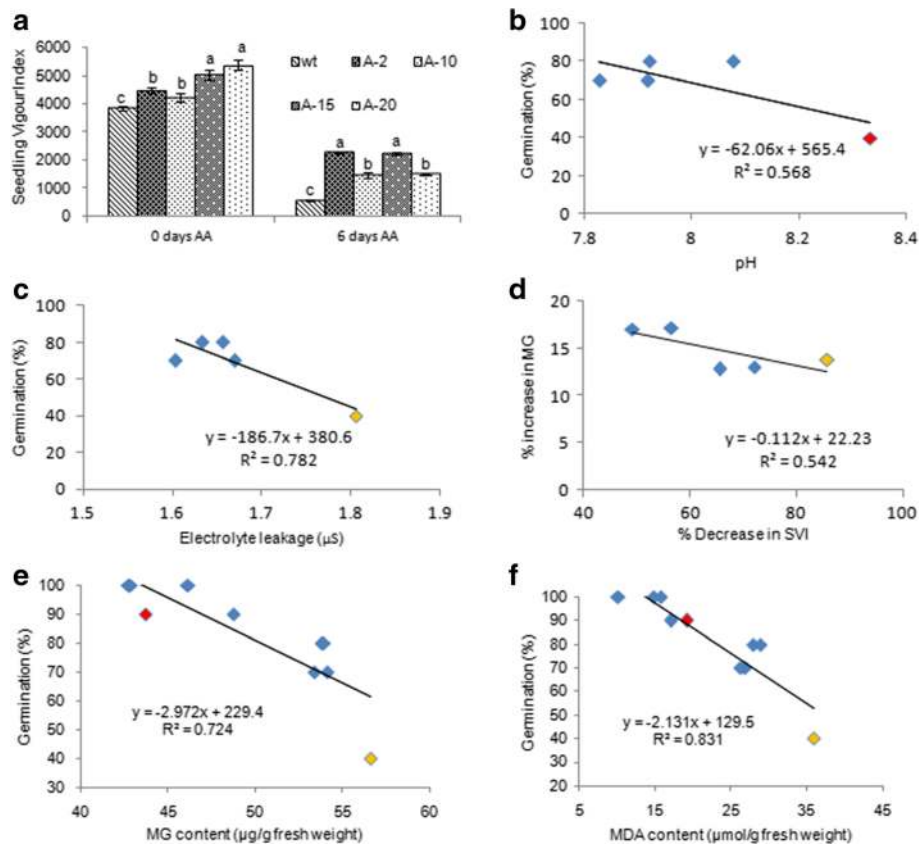 a
Seedling Vigour Index
6000
5000
4000
3000
2000
1000
0
c
b
b
a
a
c
a
b
a
b
wt
A-2
A-10
A-15
A-20
0 days AA
6 days AA
b
Germination (%)
100
80
60
40
20
0
y = -62.06x + 565.4
R² = 0.568
7.8
8
8.2
8.4
pH
c
Germination (%)
100
80
60
40
20
0
y = -186.7x + 380.6
R² = 0.782
1.5
1.6
1.7
1.8
1.9
Electrolyte leakage (µS)
d
% increase in MG
20
15
10
5
0
y = -0.112x + 22.23
R² = 0.542
40
60
80
100
% Decrease in SVI
e
Germination (%)
100
90
80
70
60
50
40
30
y = -2.972x + 229.4
R² = 0.724
40
45
50
55
60
MG content (µg/g fresh weight)
f
Germination (%)
100
90
80
70
60
50
40
30
20
y = -2.131x + 129.5
R² = 0.831
5
15
25
35
45
MDA content (µmol/g fresh weight)